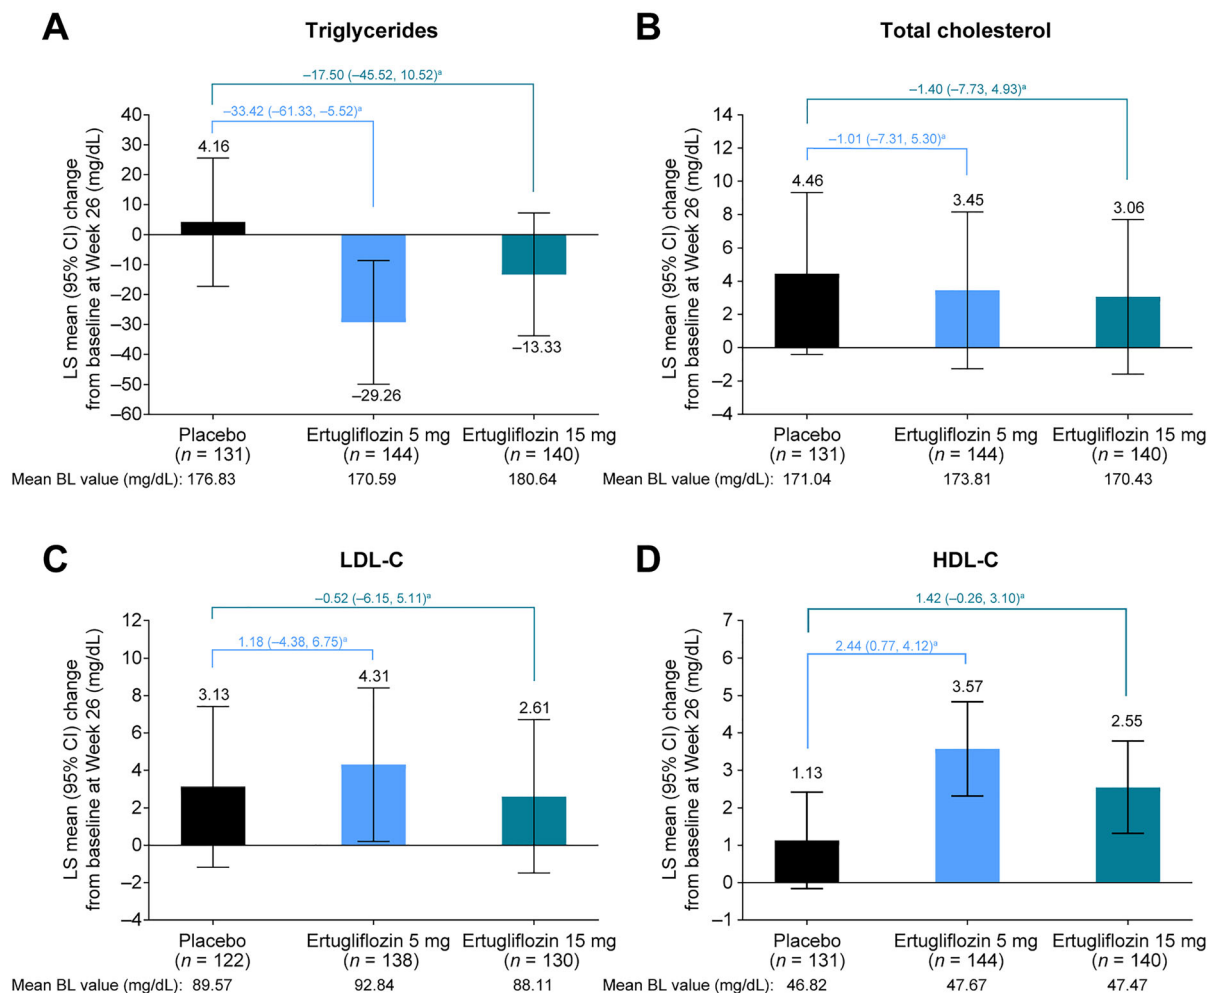 A
Triglycerides
–17.50 (–45.52, 10.52)ᵃ
–33.42 (–61.33, –5.52)ᵃ
LS mean (95% CI) change
from baseline at Week 26 (mg/dL)
40
30
20
10
0
–10
–20
–30
–40
–50
–60
4.16
–29.26
–13.33
Placebo Ertugliflozin 5 mg Ertugliflozin 15 mg
(n = 131) (n = 144) (n = 140)
Mean BL value (mg/dL): 176.83 170.59 180.64
B
Total cholesterol
–1.40 (–7.73, 4.93)ᵃ
–1.01 (–7.31, 5.30)ᵃ
LS mean (95% CI) change
from baseline at Week 26 (mg/dL)
14
12
10
8
6
4
2
0
–2
–4
4.46
3.45
3.06
Placebo Ertugliflozin 5 mg Ertugliflozin 15 mg
(n = 131) (n = 144) (n = 140)
Mean BL value (mg/dL): 171.04 173.81 170.43
C
LDL-C
–0.52 (–6.15, 5.11)ᵃ
1.18 (–4.38, 6.75)ᵃ
LS mean (95% CI) change
from baseline at Week 26 (mg/dL)
12
10
8
6
4
2
0
–2
–4
3.13
4.31
2.61
Placebo Ertugliflozin 5 mg Ertugliflozin 15 mg
(n = 122) (n = 138) (n = 130)
Mean BL value (mg/dL): 89.57 92.84 88.11
D
HDL-C
1.42 (–0.26, 3.10)ᵃ
2.44 (0.77, 4.12)ᵃ
LS mean (95% CI) change
from baseline at Week 26 (mg/dL)
7
6
5
4
3
2
1
0
–1
1.13
3.57
2.55
Placebo Ertugliflozin 5 mg Ertugliflozin 15 mg
(n = 131) (n = 144) (n = 140)
Mean BL value (mg/dL): 46.82 47.67 47.47